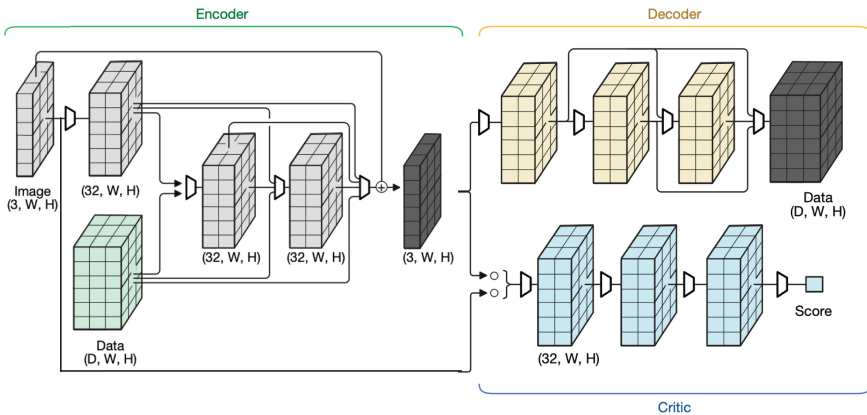 Encoder
Decoder
Image
(3, W, H)
(32, W, H)
(32, W, H)
(32, W, H)
(3, W, H)
Data
(D, W, H)
Data
(D, W, H)
(32, W, H)
Score
Critic